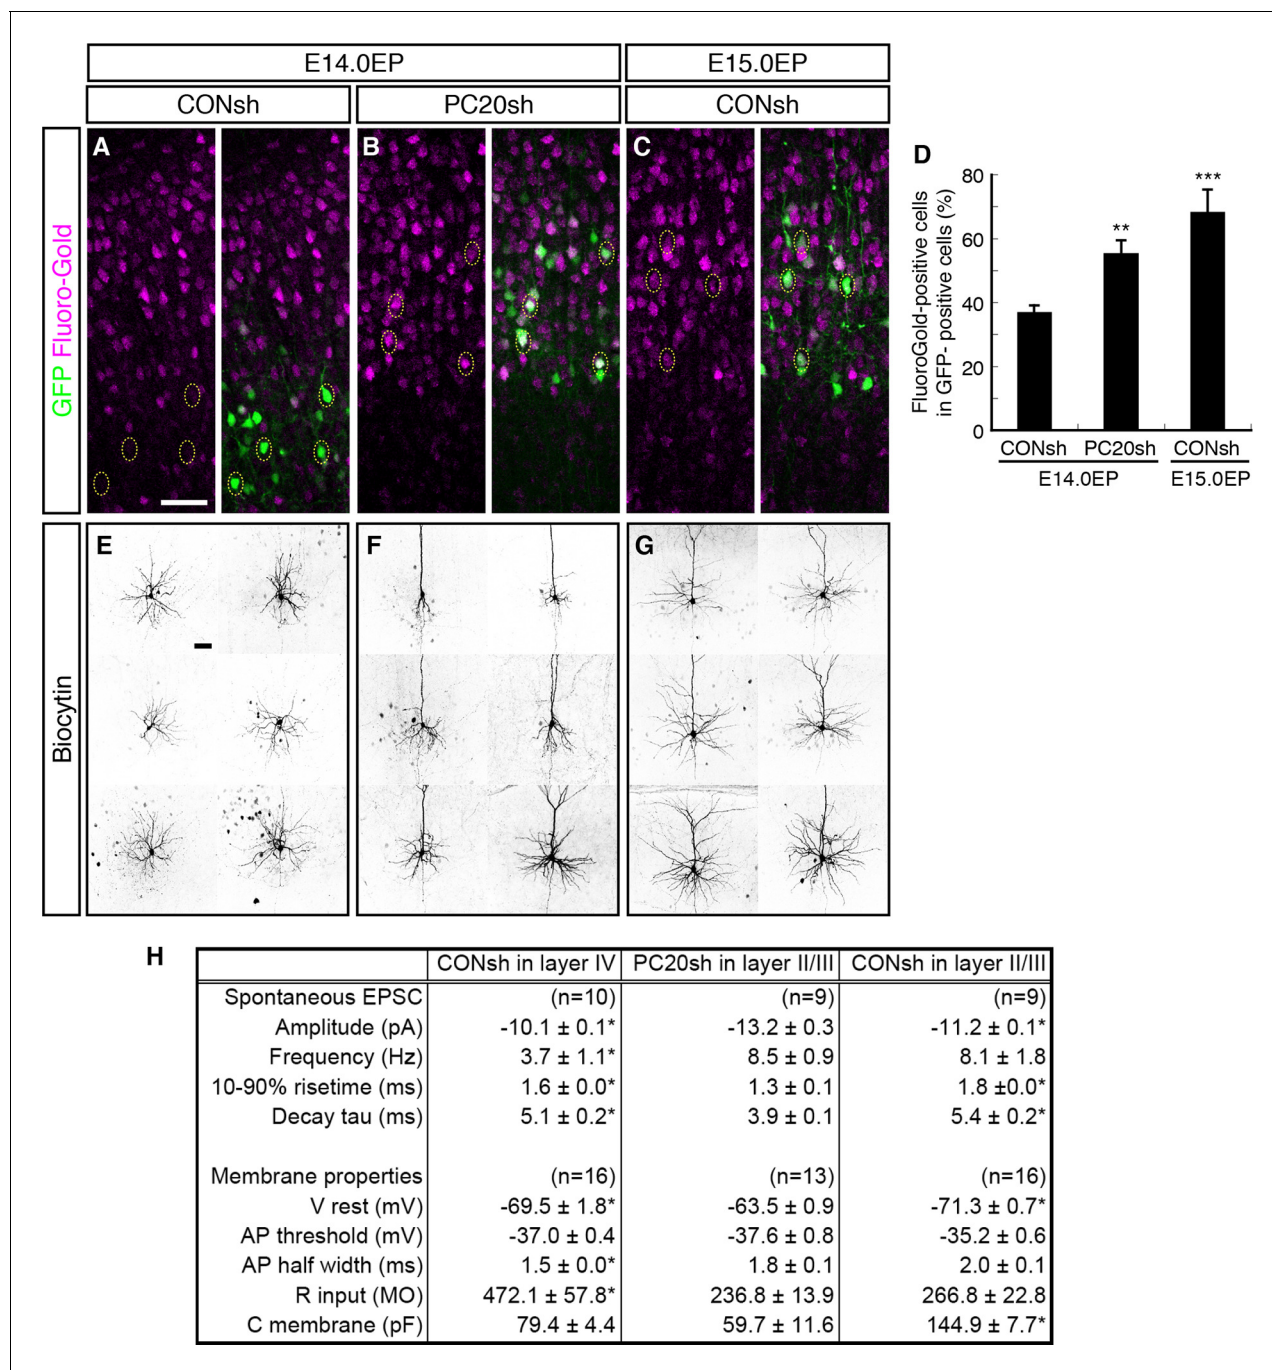 E14.0EP
E15.0EP
CONsh
PC20sh
CONsh
GFP Fluoro-Gold
A
B
C
D
FluoroGold-positive cells
in GFP- positive cells (%)
80
60
40
20
0
**
***
CONsh PC20sh CONsh
E14.0EP E15.0EP
Biocytin
E
F
G
H
CONsh in layer IV PC20sh in layer II/III CONsh in layer II/III
Spontaneous EPSC (n=10) (n=9) (n=9)
Amplitude (pA) -10.1 ± 0.1* -13.2 ± 0.3 -11.2 ± 0.1*
Frequency (Hz) 3.7 ± 1.1* 8.5 ± 0.9 8.1 ± 1.8
10-90% risetime (ms) 1.6 ± 0.0* 1.3 ± 0.1 1.8 ±0.0*
Decay tau (ms) 5.1 ± 0.2* 3.9 ± 0.1 5.4 ± 0.2*
Membrane properties (n=16) (n=13) (n=16)
V rest (mV) -69.5 ± 1.8* -63.5 ± 0.9 -71.3 ± 0.7*
AP threshold (mV) -37.0 ± 0.4 -37.6 ± 0.8 -35.2 ± 0.6
AP half width (ms) 1.5 ± 0.0* 1.8 ± 0.1 2.0 ± 0.1
R input (MO) 472.1 ± 57.8* 236.8 ± 13.9 266.8 ± 22.8
C membrane (pF) 79.4 ± 4.4 59.7 ± 11.6 144.9 ± 7.7*